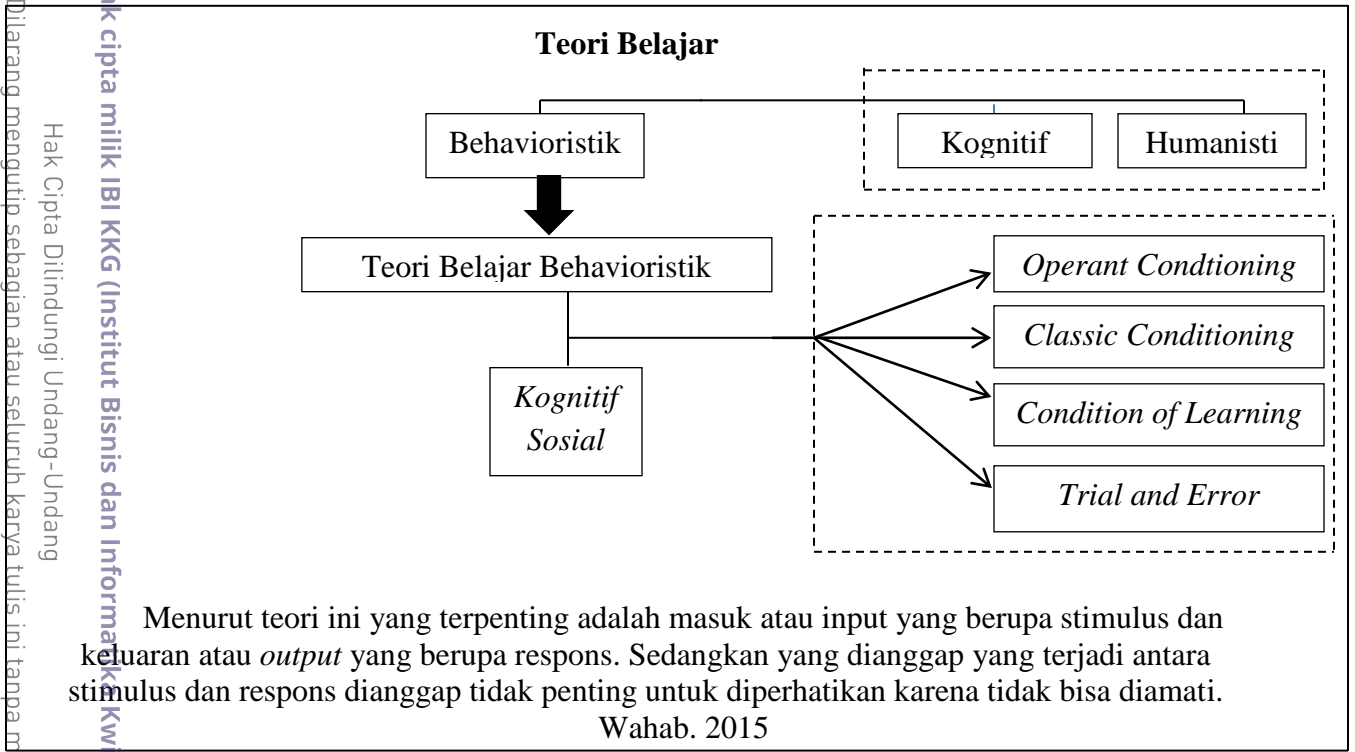 Teori Belajar
Behavioristik
Kognitif
Humanisti
Teori Belajar Behavioristik
Operant Condtioning
Classic Conditioning
Condition of Learning
Trial and Error
Kognitif
Sosial
Menurut teori ini yang terpenting adalah masuk atau input yang berupa stimulus dan
keluaran atau output yang berupa respons. Sedangkan yang dianggap yang terjadi antara
stimulus dan respons dianggap tidak penting untuk diperhatikan karena tidak bisa diamati.
Wahab. 2015
k cipta milik IBI KKG (Institut Bisnis dan Informatika Kwi
Hak Cipta Dilindungi Undang-Undang
Dilarang mengutip sebagian atau seluruh karya tulis ini tanpa m